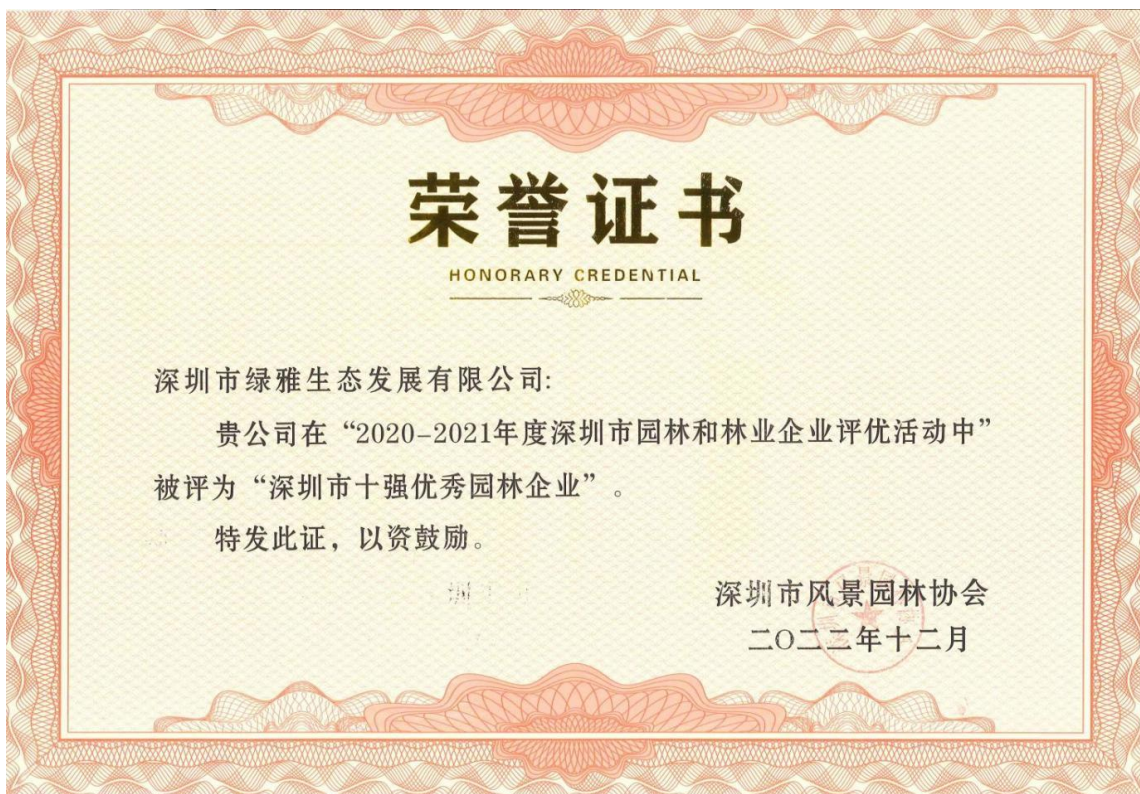 荣誉证书
HONORARY CREDENTIAL
深圳市绿雅生态发展有限公司:
贵公司在“2020-2021年度深圳市园林和林业企业评优活动中”
被评为“深圳市十强优秀园林企业”。
特发此证，以资鼓励。
深圳市风景园林协会
二〇二二年十二月